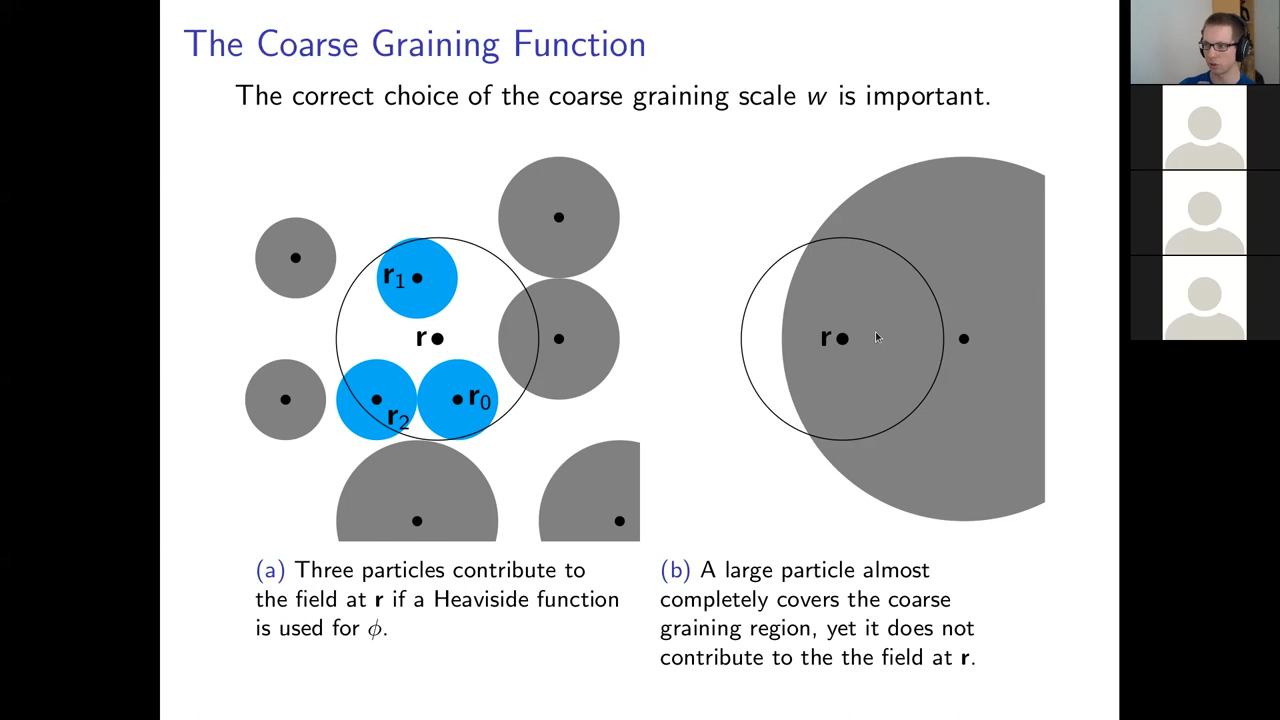 The Coarse Graining Function
The correct choice of the coarse graining scale w is important.
r₁
r
r₂
r₀
r
(a) Three particles contribute to
the field at r if a Heaviside function
is used for ϕ.
(b) A large particle almost
completely covers the coarse
graining region, yet it does not
contribute to the the field at r.